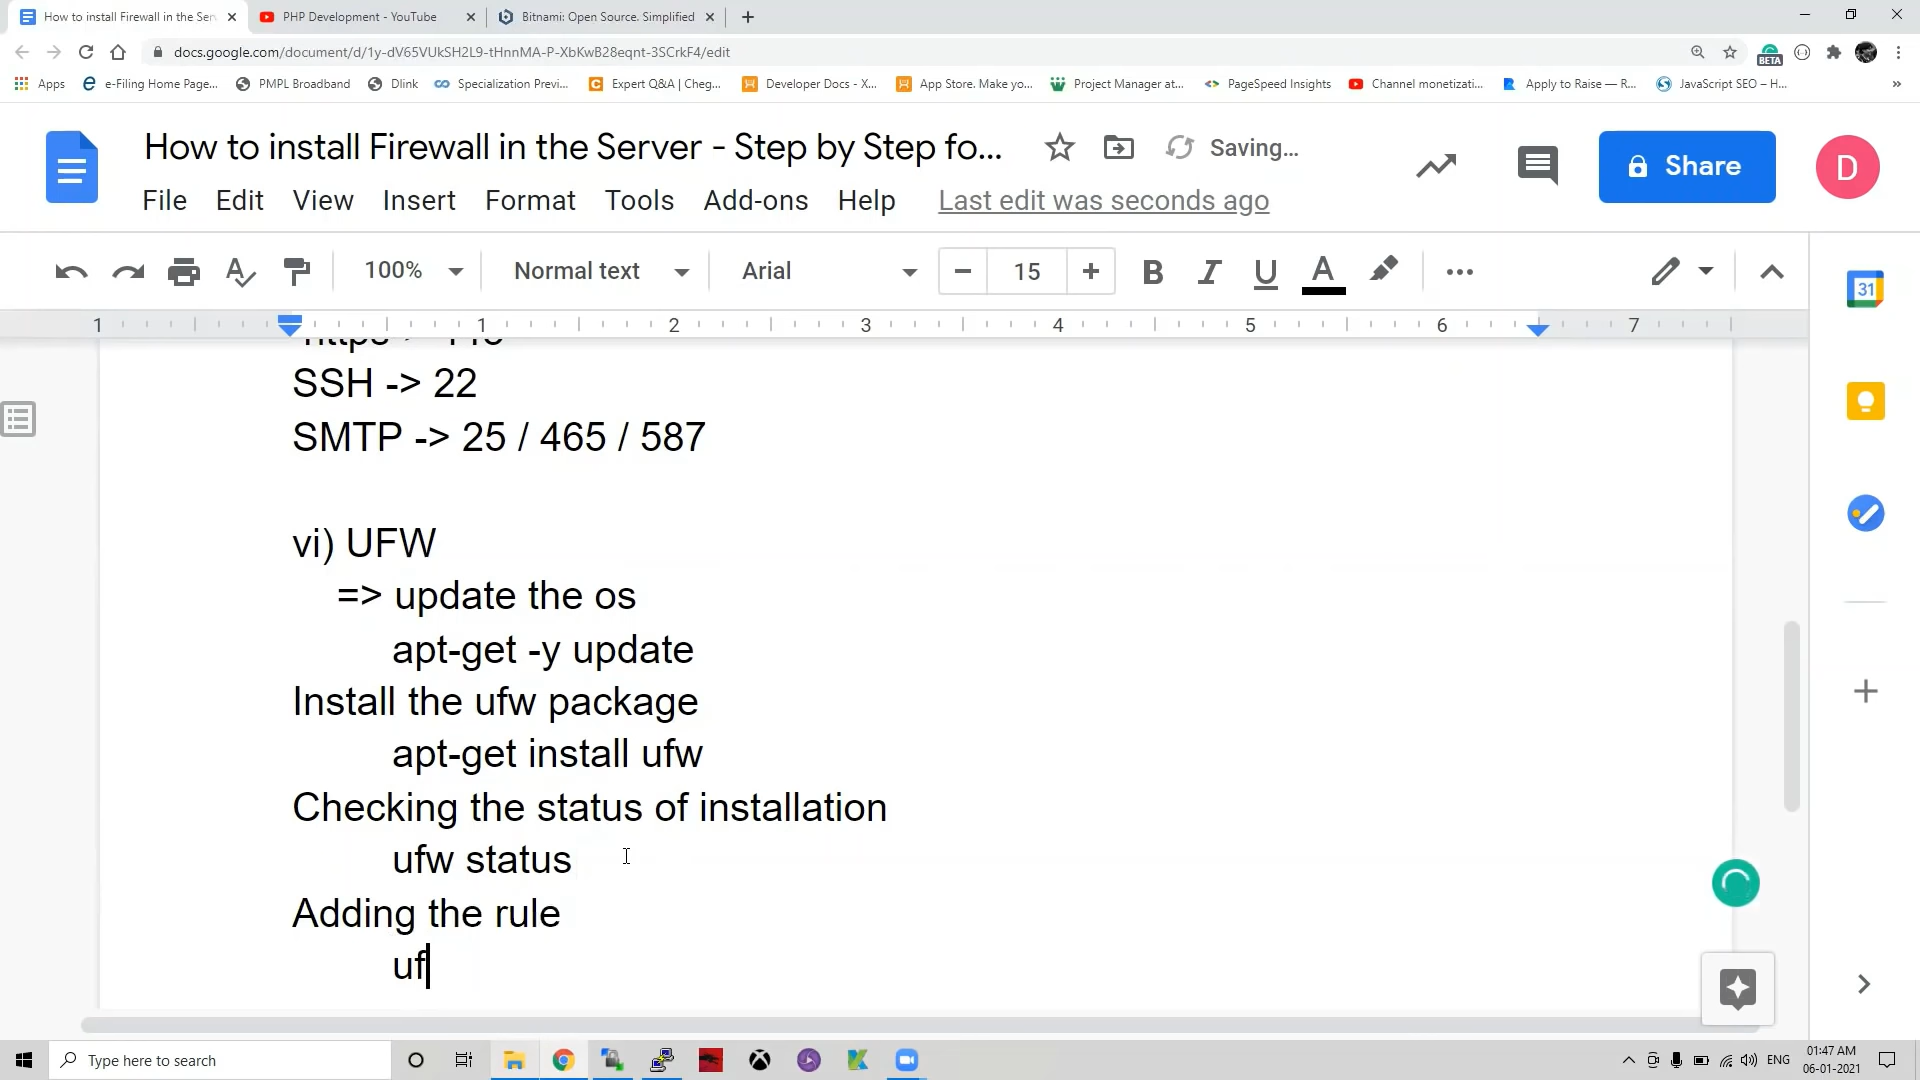 How to install Firewall in the Ser
PHP Development - YouTube
Bitnami: Open Source. Simplified
docs.google.com/document/d/1y-dV65VUkSH2L9-tHnnMA-P-XbKwB28eqnt-3SCrkF4/edit
BETA
Apps
e-Filing Home Page...
PMPL Broadband
Dlink
Specialization Previ...
Expert Q&A | Cheg...
Developer Docs - X...
App Store. Make yo...
Project Manager at...
PageSpeed Insights
Channel monetizati...
Apply to Raise — R...
JavaScript SEO – H...
How to install Firewall in the Server - Step by Step fo...
Saving...
Share
D
File Edit View Insert Format Tools Add-ons Help Last edit was seconds ago
100% Normal text Arial 15 B I U A
31
1 1 2 3 4 5 6 7
SSH -> 22
SMTP -> 25 / 465 / 587
vi) UFW
=> update the os
apt-get -y update
Install the ufw package
apt-get install ufw
Checking the status of installation
ufw status
Adding the rule
uf
Type here to search
ENG
01:47 AM
06-01-2021